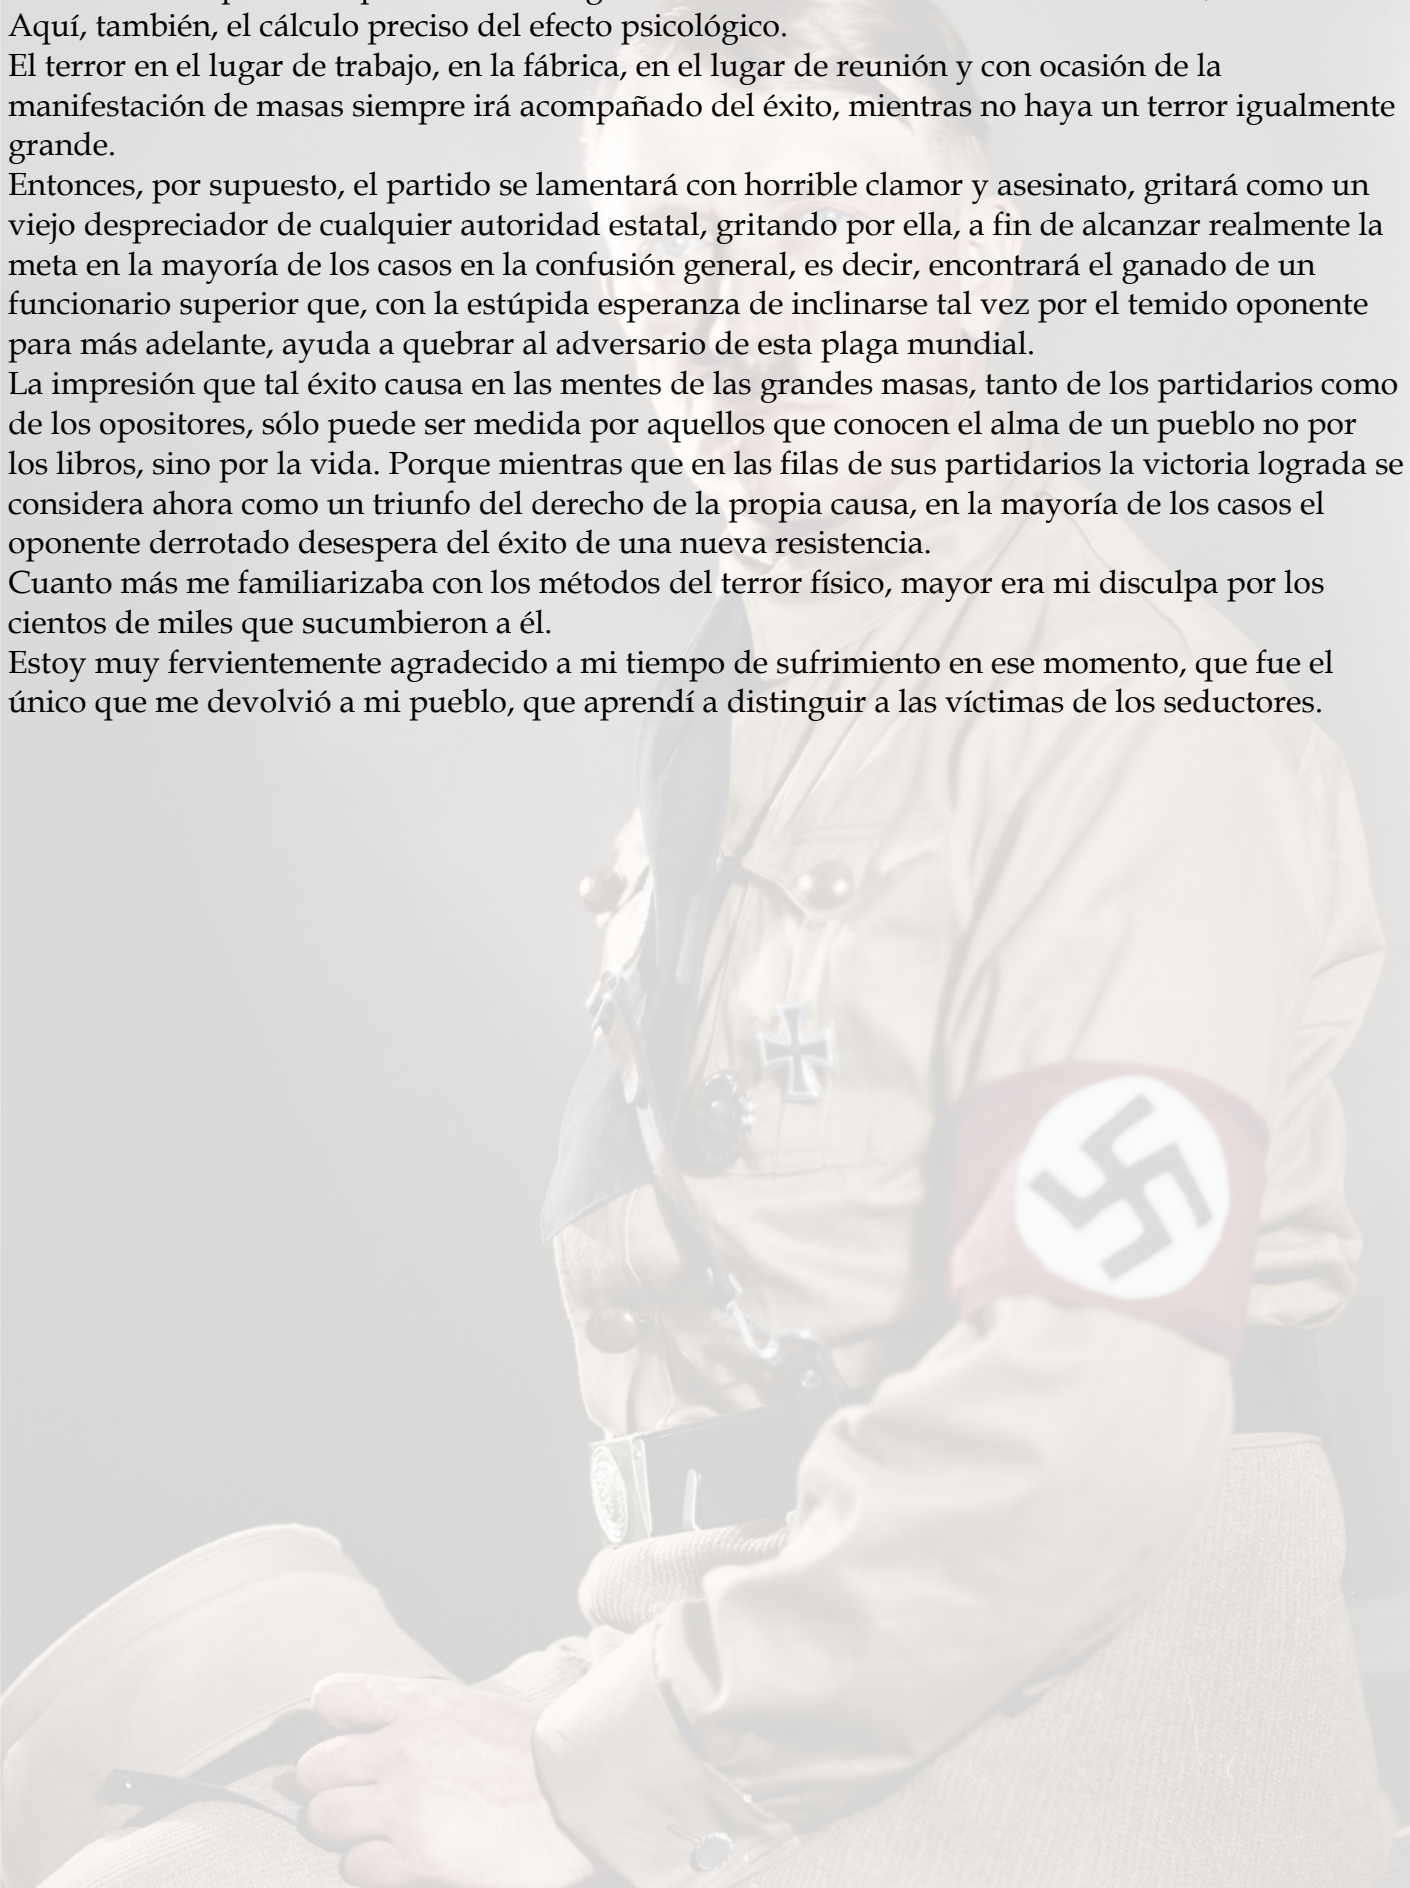 Aquí, también, el cálculo preciso del efecto psicológico.
El terror en el lugar de trabajo, en la fábrica, en el lugar de reunión y con ocasión de la
manifestación de masas siempre irá acompañado del éxito, mientras no haya un terror igualmente
grande.
Entonces, por supuesto, el partido se lamentará con horrible clamor y asesinato, gritará como un
viejo despreciador de cualquier autoridad estatal, gritando por ella, a fin de alcanzar realmente la
meta en la mayoría de los casos en la confusión general, es decir, encontrará el ganado de un
funcionario superior que, con la estúpida esperanza de inclinarse tal vez por el temido oponente
para más adelante, ayuda a quebrar al adversario de esta plaga mundial.
La impresión que tal éxito causa en las mentes de las grandes masas, tanto de los partidarios como
de los opositores, sólo puede ser medida por aquellos que conocen el alma de un pueblo no por
los libros, sino por la vida. Porque mientras que en las filas de sus partidarios la victoria lograda se
considera ahora como un triunfo del derecho de la propia causa, en la mayoría de los casos el
oponente derrotado desespera del éxito de una nueva resistencia.
Cuanto más me familiarizaba con los métodos del terror físico, mayor era mi disculpa por los
cientos de miles que sucumbieron a él.
Estoy muy fervientemente agradecido a mi tiempo de sufrimiento en ese momento, que fue el
único que me devolvió a mi pueblo, que aprendí a distinguir a las víctimas de los seductores.